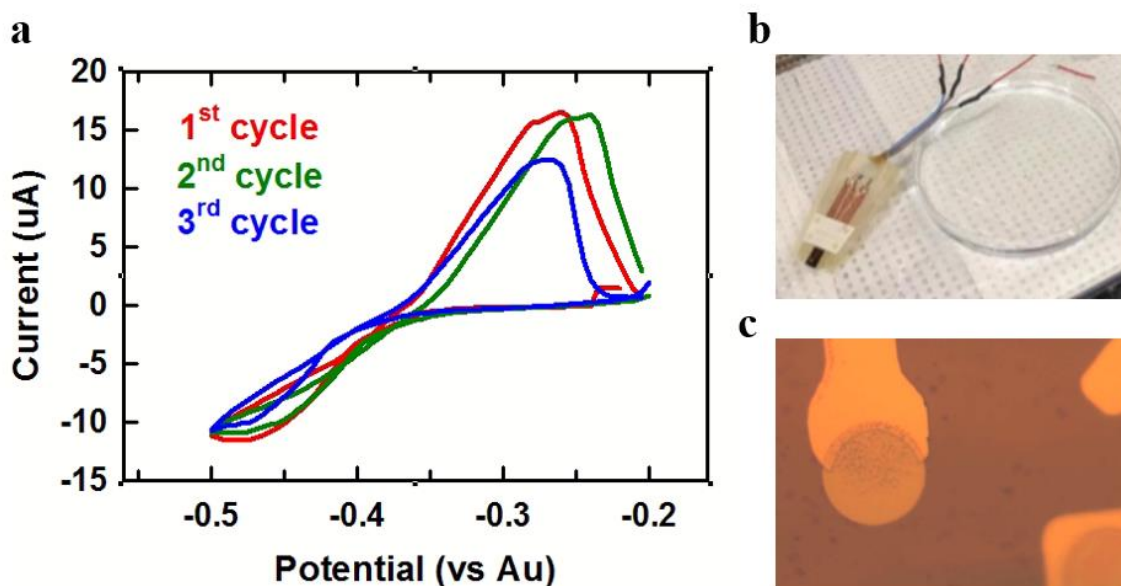 a
b
20
15
10
5
0
-5
-10
-15
1st cycle
2nd cycle
3rd cycle
Current (uA)
-0.5 -0.4 -0.3 -0.2
Potential (vs Au)
c